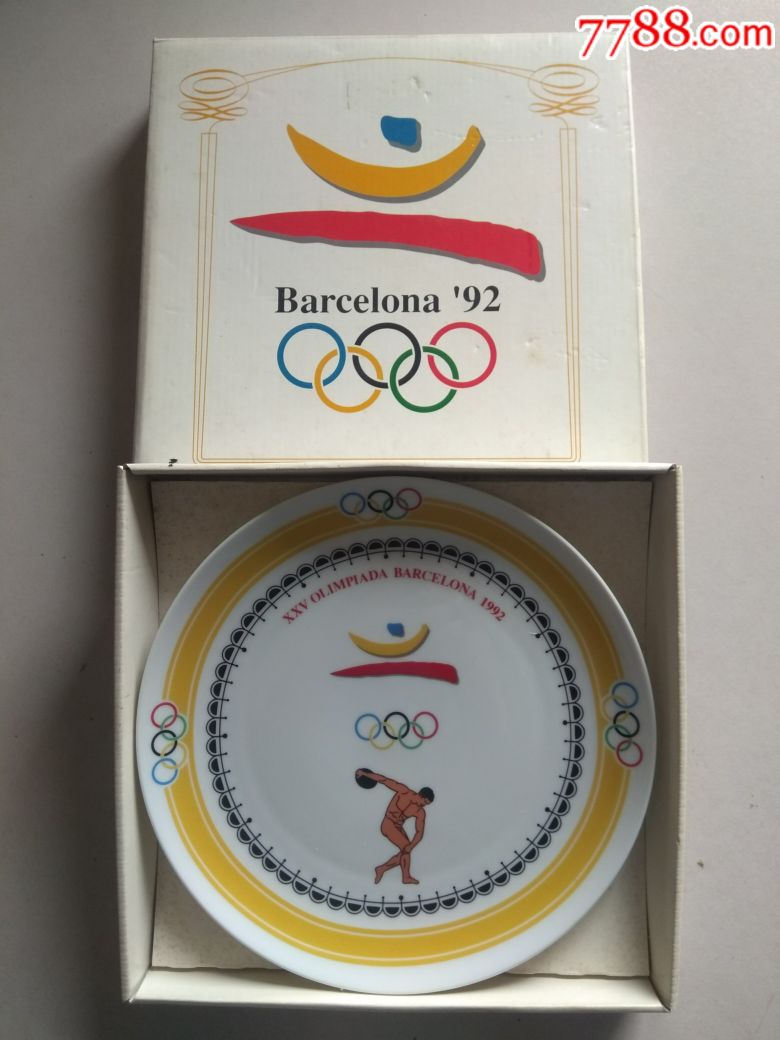 7788.com
Barcelona '92
XXV OLIMPIADA BARCELONA 1992